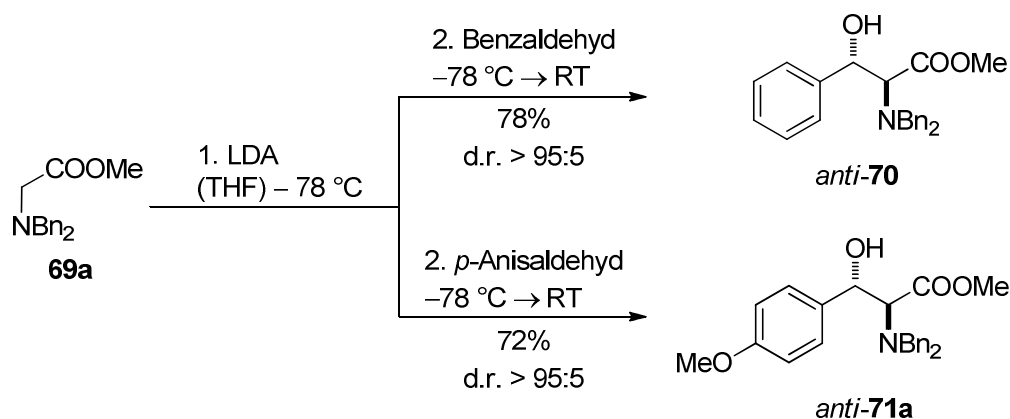 COOMe
NBn2
69a
1. LDA
(THF) – 78 °C
2. Benzaldehyd
–78 °C → RT
78%
d.r. > 95:5
OH
COOMe
NBn2
anti-70
2. p-Anisaldehyd
–78 °C → RT
72%
d.r. > 95:5
OH
COOMe
NBn2
MeO
anti-71a